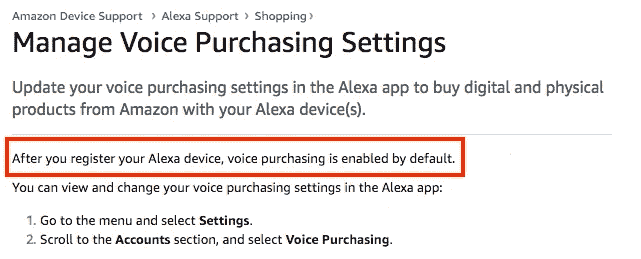 Amazon Device Support › Alexa Support › Shopping ›
Manage Voice Purchasing Settings
Update your voice purchasing settings in the Alexa app to buy digital and physical
products from Amazon with your Alexa device(s).
After you register your Alexa device, voice purchasing is enabled by default.
You can view and change your voice purchasing settings in the Alexa app:
1. Go to the menu and select Settings.
2. Scroll to the Accounts section, and select Voice Purchasing.